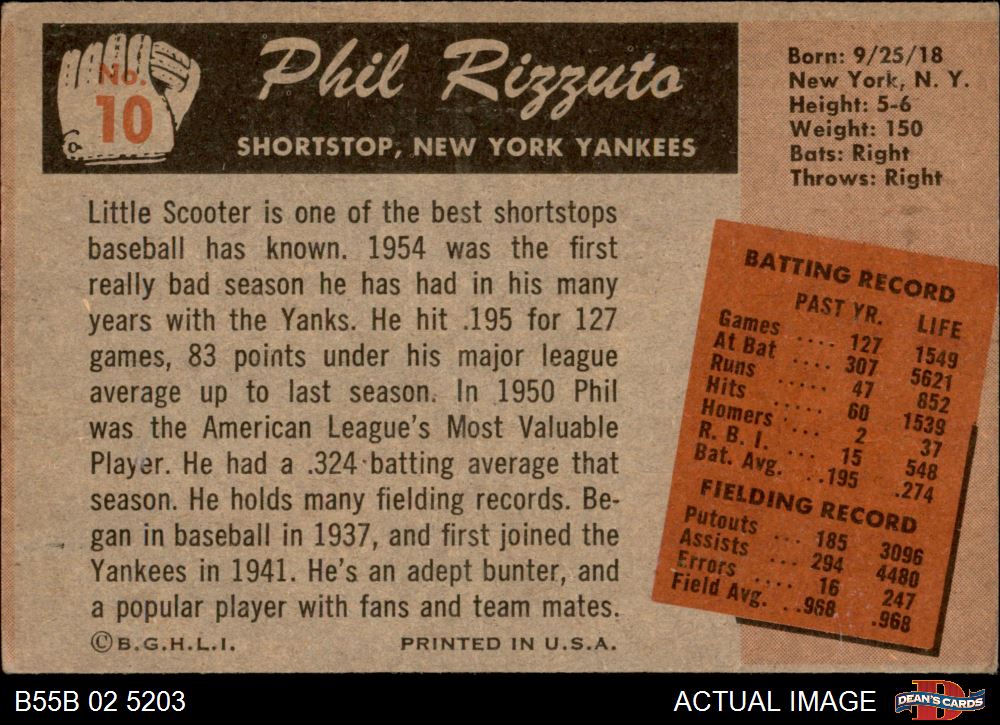 No.
10
Phil Rizzuto
SHORTSTOP, NEW YORK YANKEES
Born: 9/25/18
New York, N. Y.
Height: 5-6
Weight: 150
Bats: Right
Throws: Right
Little Scooter is one of the best shortstops
baseball has known. 1954 was the first
really bad season he has had in his many
years with the Yanks. He hit .195 for 127
games, 83 points under his major league
average up to last season. In 1950 Phil
was the American League's Most Valuable
Player. He had a .324 batting average that
season. He holds many fielding records. Be-
gan in baseball in 1937, and first joined the
Yankees in 1941. He's an adept bunter, and
a popular player with fans and team mates.
©B.G.H.L.I. PRINTED IN U.S.A.
BATTING RECORD
PAST YR. LIFE
Games .... 127 1549
At Bat .... 307 5621
Runs ..... 47 852
Hits ..... 60 1539
Homers .... 2 37
R. B. I. ... 15 548
Bat. Avg. ..195 .274
FIELDING RECORD
Putouts ... 185 3096
Assists ... 294 4480
Errors .... 16 247
Field Avg. ..968 .968
B55B 02 5203
ACTUAL IMAGE
DEAN'S CARDS